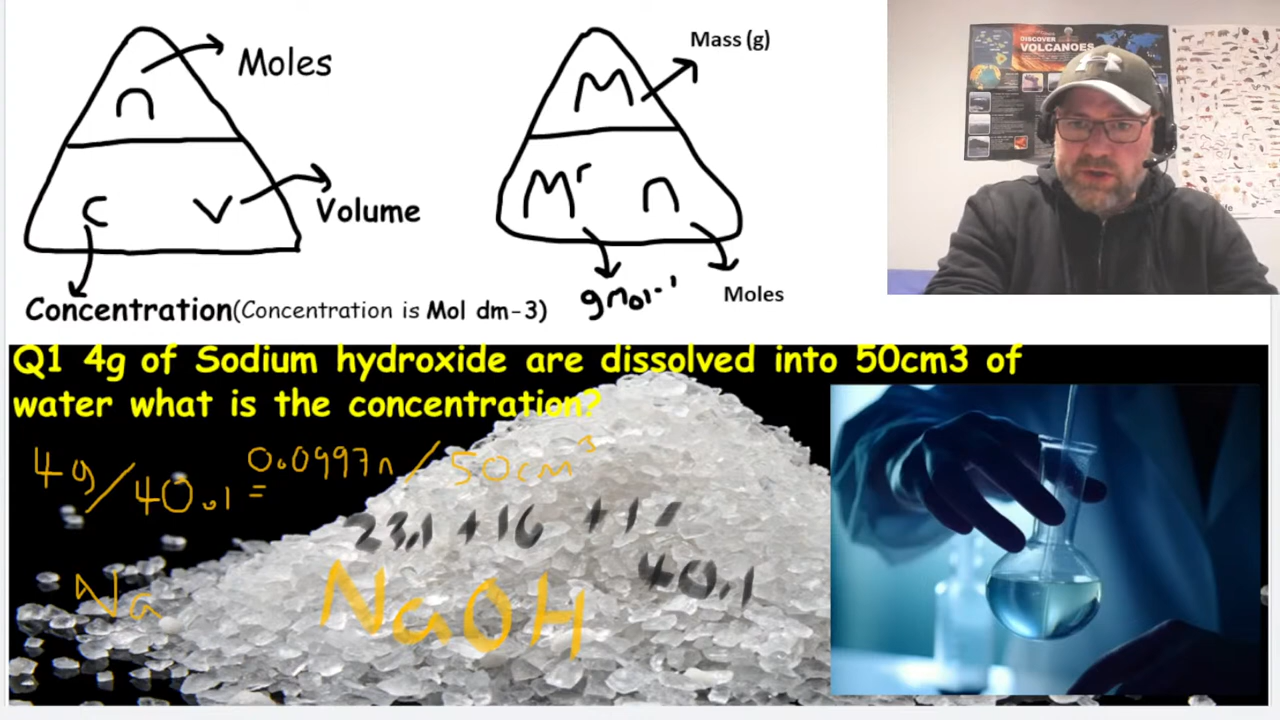 n
Moles
C
V
Volume
Concentration(Concentration is Mol dm-3)
M
Mass (g)
Mr
n
gmol-1
Moles
DISCOVER
VOLCANOES
Q1 4g of Sodium hydroxide are dissolved into 50cm3 of
water what is the concentration?
4g/40.1 = 0.0997n/50cm3
23.1 + 16 + 1
40.1
Na
NaOH